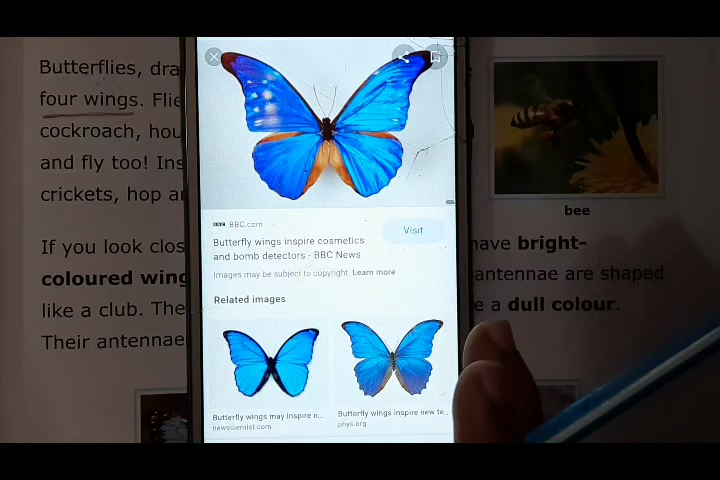 Butterflies, dra
four wings. Flie
cockroach, hou
and fly too! Ins
crickets, hop a
If you look clos
coloured wing
like a club. The
Their antennae
BBC BBC.com
Butterfly wings inspire cosmetics
and bomb detectors - BBC News
Visit
Images may be subject to copyright. Learn more
Related images
Butterfly wings may inspire n...
newscientist.com
Butterfly wings inspire new te...
phys.org
bee
have bright-
antennae are shaped
e a dull colour.